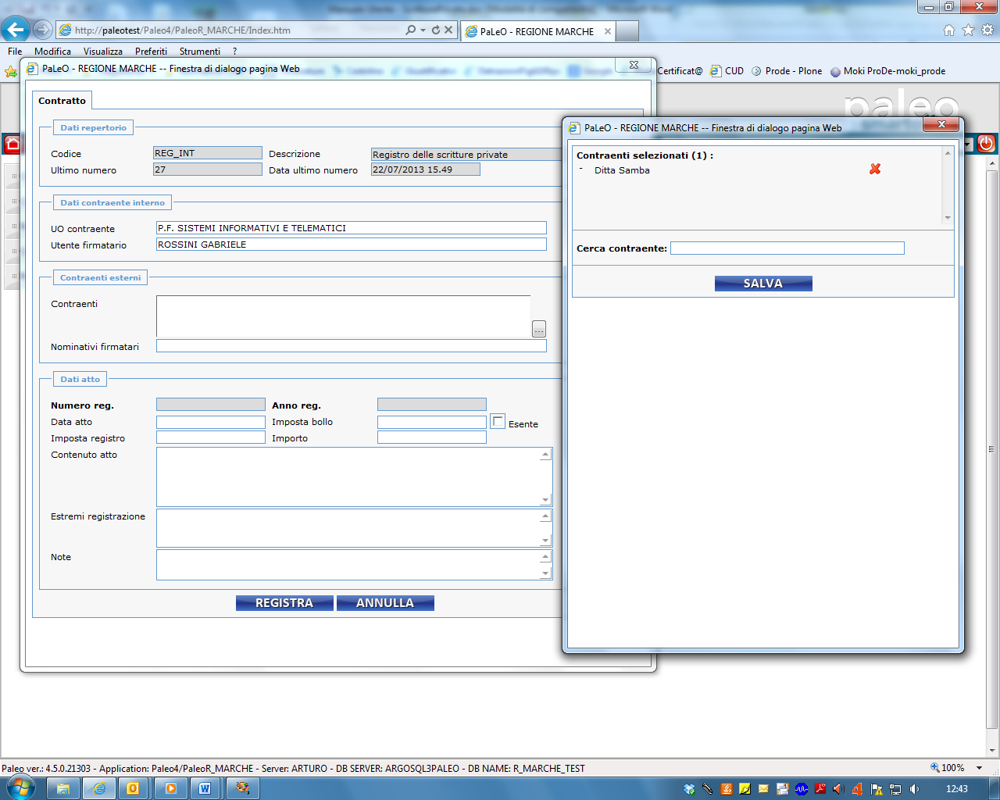 http://paleotest/Paleo4/PaleoR_MARCHE/Index.htm
PaLeO - REGIONE MARCHE
File Modifica Visualizza Preferiti Strumenti ?
PaLeO - REGIONE MARCHE -- Finestra di dialogo pagina Web
Certificat@ CUD Prode - Plone Moki ProDe-moki_prode
paleo
Contratto
Dati repertorio
Codice REG_INT Descrizione Registro delle scritture private
Ultimo numero 27 Data ultimo numero 22/07/2013 15.49
Dati contraente interno
UO contraente P.F. SISTEMI INFORMATIVI E TELEMATICI
Utente firmatario ROSSINI GABRIELE
Contraenti esterni
Contraenti
...
Nominativi firmatari
Dati atto
Numero reg. Anno reg.
Data atto Imposta bollo Esente
Imposta registro Importo
Contenuto atto
Estremi registrazione
Note
REGISTRA ANNULLA
PaLeO - REGIONE MARCHE -- Finestra di dialogo pagina Web
Contraenti selezionati (1) :
- Ditta Samba
Cerca contraente:
SALVA
Paleo ver.: 4.5.0.21303 - Application: Paleo4/PaleoR_MARCHE - Server: ARTURO - DB SERVER: ARGOSQL3PALEO - DB NAME: R_MARCHE_TEST
100%
12:43